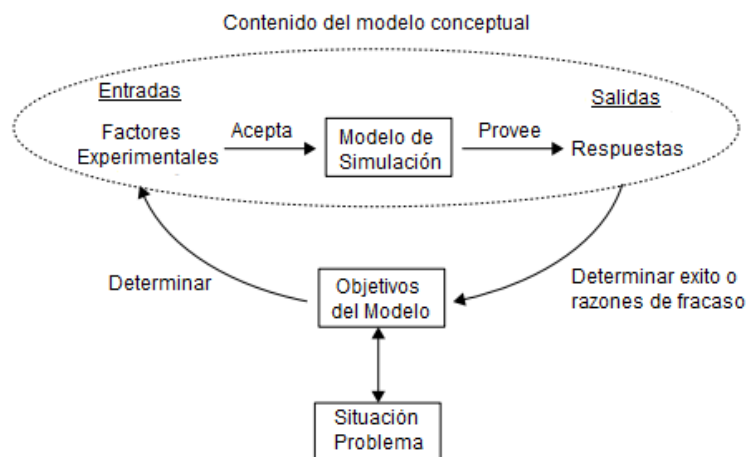 Contenido del modelo conceptual
Entradas
Salidas
Factores
Experimentales
Acepta
Modelo de
Simulación
Provee
Respuestas
Determinar
Objetivos
del Modelo
Determinar exito o
razones de fracaso
Situación
Problema